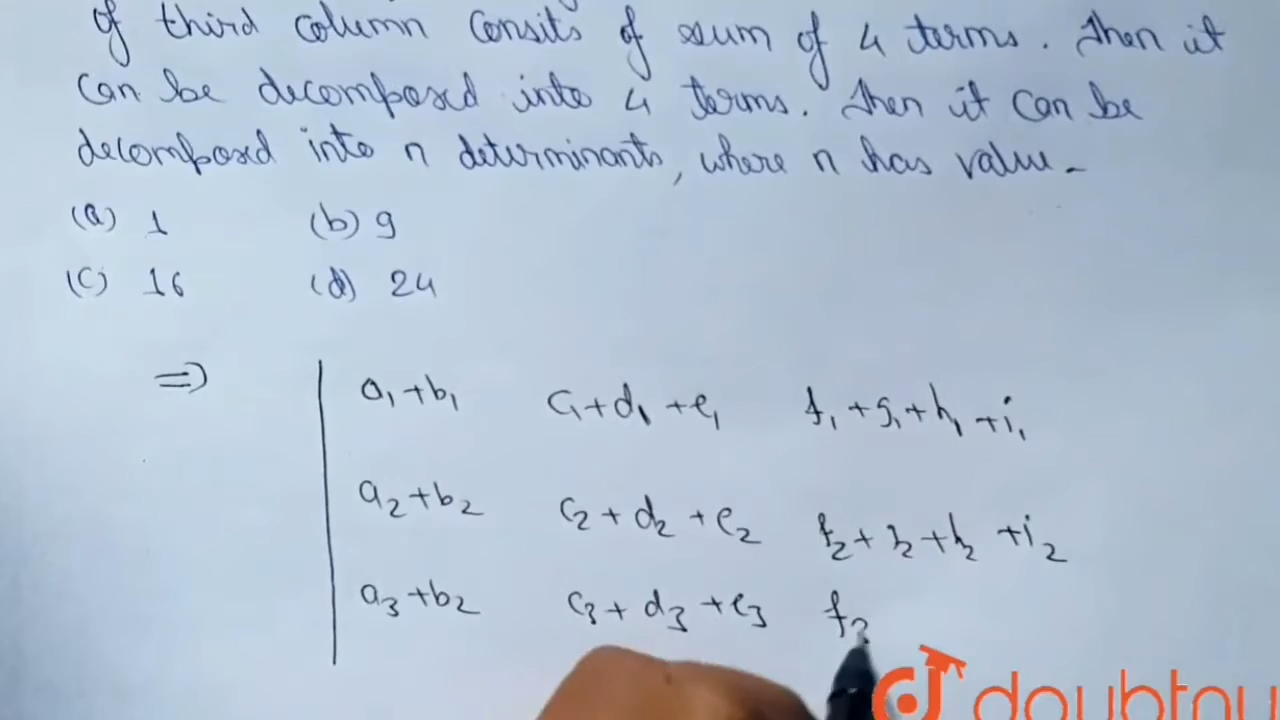 of third column consits of sum of 4 terms. Then it
can be decomposed into 4 terms. Then it can be
decomposed into n determinants, where n has value -
(a) 1 (b) 9
(c) 16 (d) 24
=> a₁+b₁ c₁+d₁+e₁ f₁+g₁+h₁+i₁
a₂+b₂ c₂+d₂+e₂ f₂+g₂+h₂+i₂
a₃+b₂ c₃+d₃+e₃ f₃
doubtnu